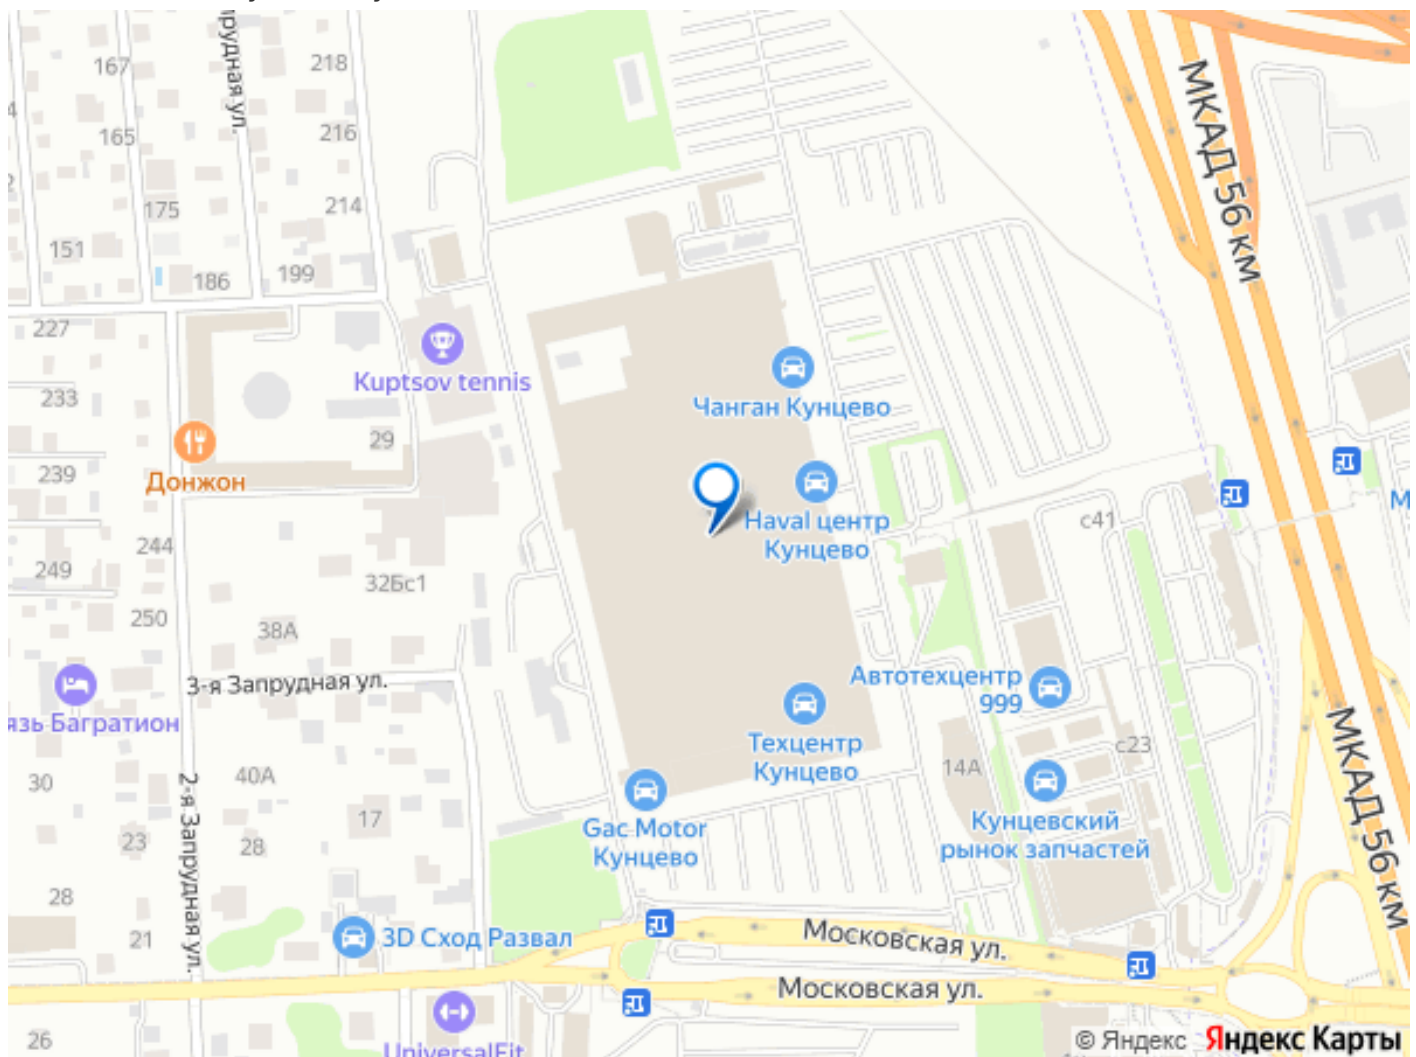 167
218
165
216
175
214
151
186
199
МКАД 56 км
227
Kuptsov tennis
233
29
Чанган Кунцево
239
Донжон
Haval центр
Кунцево
с41
244
249
32Бс1
250
38А
3-я Запрудная ул.
Автотехцентр
999
язь Багратион
Техцентр
Кунцево
с23
14А
30
40А
2-я Запрудная ул.
17
Gac Motor
Кунцево
Кунцевский
рынок запчастей
МКАД 56 км
23
28
28
21
3D Сход Развал
Московская ул.
Московская ул.
26
UniversalFit
© Яндекс Яндекс Карты